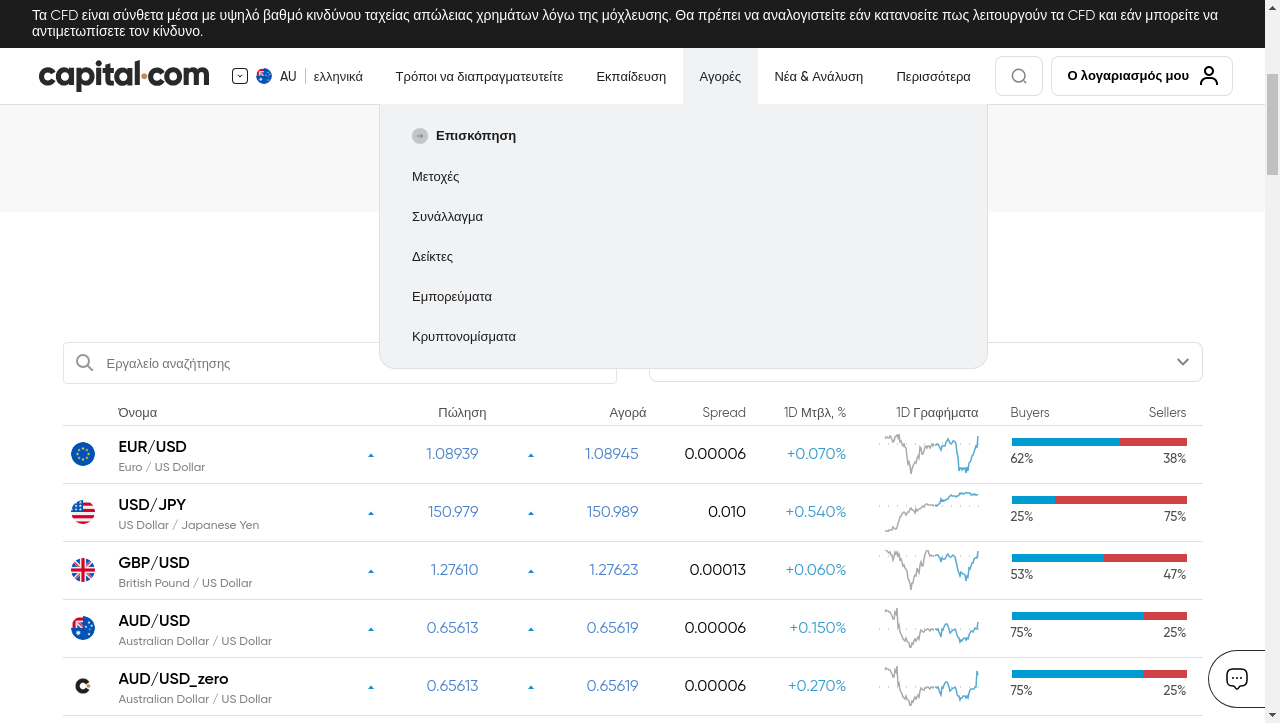 Τα CFD είναι σύνθετα μέσα με υψηλό βαθμό κινδύνου ταχείας απώλειας χρημάτων λόγω της μόχλευσης. Θα πρέπει να αναλογιστείτε εάν κατανοείτε πως λειτουργούν τα CFD και εάν μπορείτε να
αντιμετωπίσετε τον κίνδυνο.
capital.com AU ελληνικά Τρόποι να διαπραγματευτείτε Εκπαίδευση Αγορές Νέα & Ανάλυση Περισσότερα Ο λογαριασμός μου
Επισκόπηση
Μετοχές
Συνάλλαγμα
Δείκτες
Εμπορεύματα
Κρυπτονομίσματα
Εργαλείο αναζήτησης
Όνομα Πώληση Αγορά Spread 1D Μτβλ, % 1D Γραφήματα Buyers Sellers
EUR/USD 1.08939 1.08945 0.00006 +0.070%
Euro / US Dollar 62% 38%
USD/JPY 150.979 150.989 0.010 +0.540%
US Dollar / Japanese Yen 25% 75%
GBP/USD 1.27610 1.27623 0.00013 +0.060%
British Pound / US Dollar 53% 47%
AUD/USD 0.65613 0.65619 0.00006 +0.150%
Australian Dollar / US Dollar 75% 25%
AUD/USD_zero 0.65613 0.65619 0.00006 +0.270%
Australian Dollar / US Dollar 75% 25%